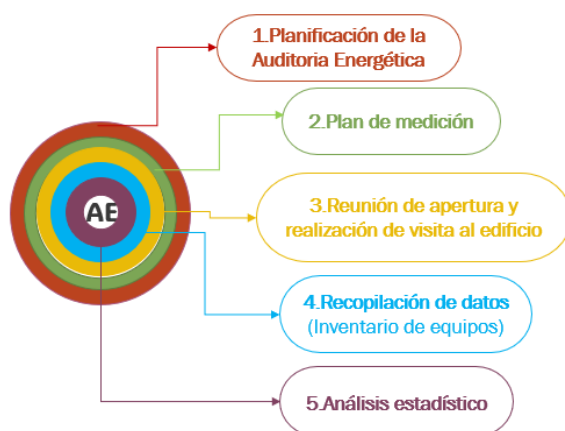 1.Planificación de la
Auditoria Energética
2.Plan de medición
AE
3.Reunión de apertura y
realización de visita al edificio
4.Recopilación de datos
(Inventario de equipos)
5.Análisis estadístico